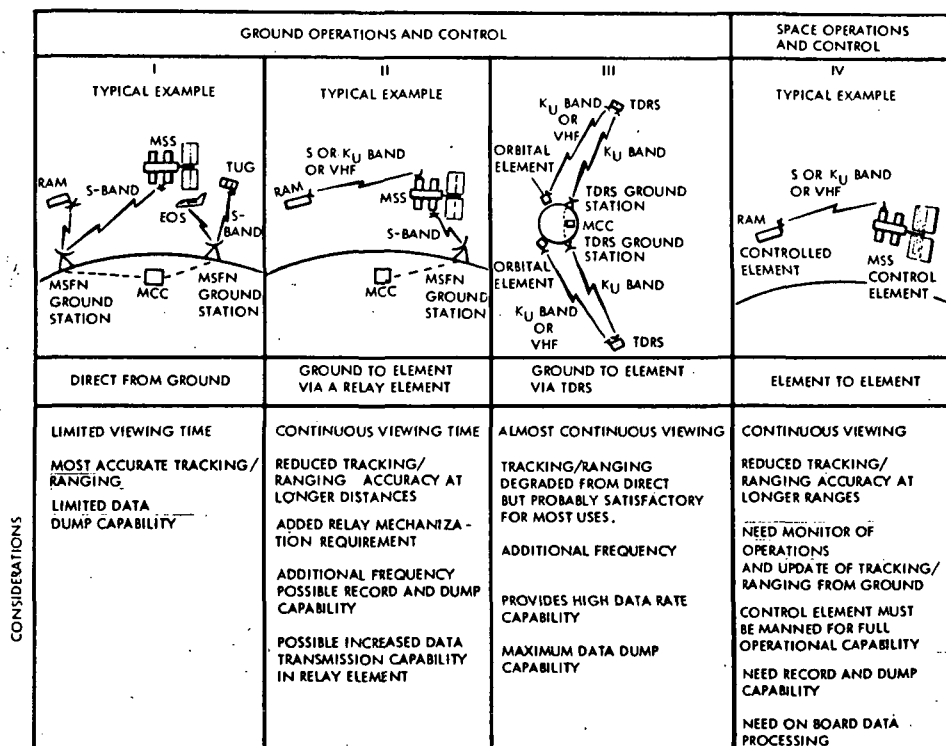 GROUND OPERATIONS AND CONTROL
SPACE OPERATIONS
AND CONTROL
I
TYPICAL EXAMPLE
MSS
TUG
RAM
S-BAND
EOS
S-
BAND
MSFN
GROUND
STATION
MCC
MSFN
GROUND
STATION
II
TYPICAL EXAMPLE
S OR KU BAND
OR VHF
RAM
MSS
S-BAND
MCC
MSFN
GROUND
STATION
III
KU BAND
OR
VHF
TDRS
KU BAND
ORBITAL
ELEMENT
TDRS GROUND
STATION
MCC
TDRS GROUND
STATION
ORBITAL
ELEMENT
KU BAND
KU BAND
OR
VHF
TDRS
IV
TYPICAL EXAMPLE
S OR KU BAND
OR VHF
RAM
CONTROLLED
ELEMENT
MSS
CONTROL
ELEMENT
DIRECT FROM GROUND
GROUND TO ELEMENT
VIA A RELAY ELEMENT
GROUND TO ELEMENT
VIA TDRS
ELEMENT TO ELEMENT
CONSIDERATIONS
LIMITED VIEWING TIME
MOST ACCURATE TRACKING/
RANGING
LIMITED DATA
DUMP CAPABILITY
CONTINUOUS VIEWING TIME
REDUCED TRACKING/
RANGING ACCURACY AT
LONGER DISTANCES
ADDED RELAY MECHANIZA-
TION REQUIREMENT
ADDITIONAL FREQUENCY
POSSIBLE RECORD AND DUMP
CAPABILITY
POSSIBLE INCREASED DATA
TRANSMISSION CAPABILITY
IN RELAY ELEMENT
ALMOST CONTINUOUS VIEWING
TRACKING/RANGING
DEGRADED FROM DIRECT
BUT PROBABLY SATISFACTORY
FOR MOST USES.
ADDITIONAL FREQUENCY
PROVIDES HIGH DATA RATE
CAPABILITY
MAXIMUM DATA DUMP
CAPABILITY
CONTINUOUS VIEWING
REDUCED TRACKING/
RANGING ACCURACY AT
LONGER RANGES
NEED MONITOR OF
OPERATIONS
AND UPDATE OF TRACKING/
RANGING FROM GROUND
CONTROL ELEMENT MUST
BE MANNED FOR FULL
OPERATIONAL CAPABILITY
NEED RECORD AND DUMP
CAPABILITY
NEED ON BOARD DATA
PROCESSING